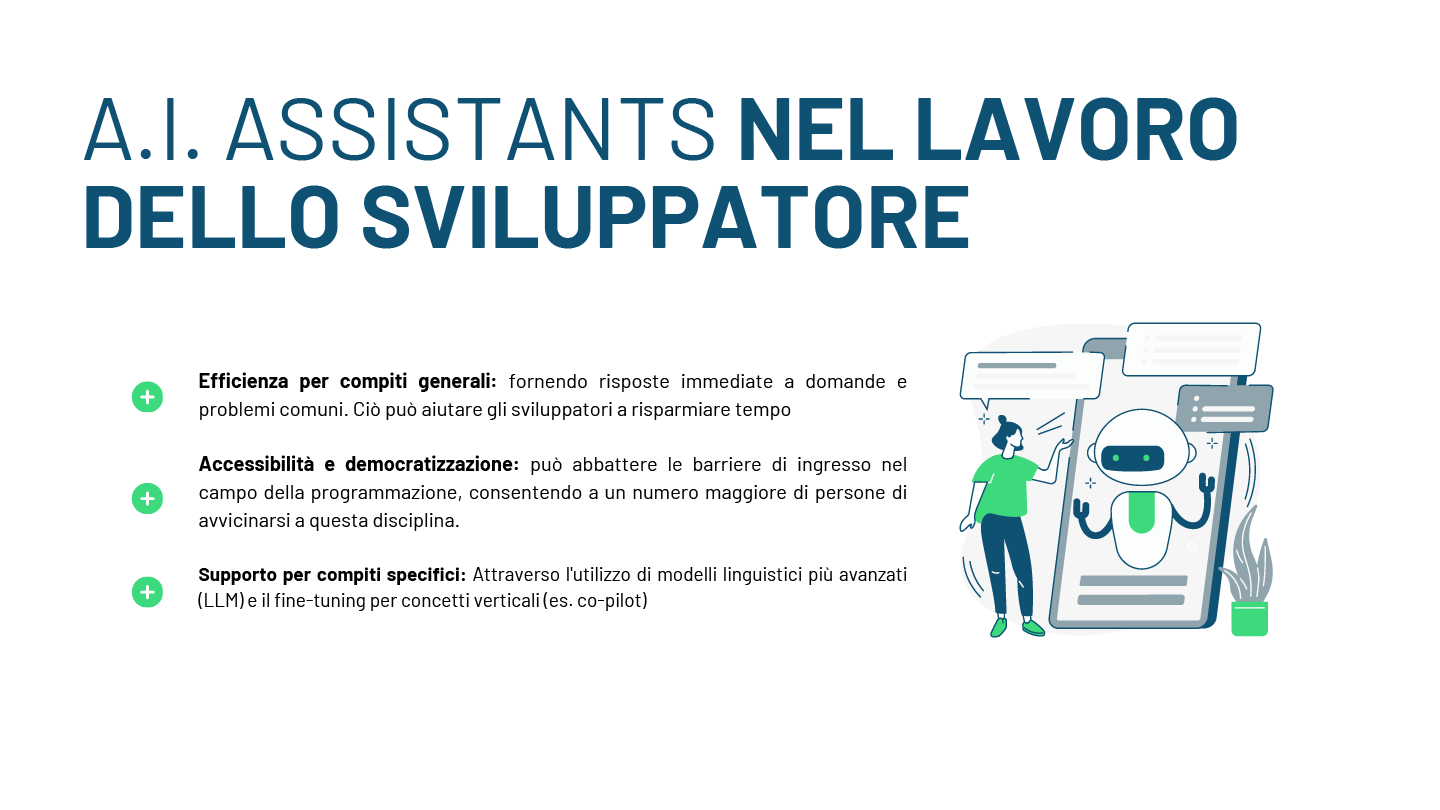 A.I. ASSISTANTS NEL LAVORO
DELLO SVILUPPATORE
Efficienza per compiti generali: fornendo risposte immediate a domande e
problemi comuni. Ciò può aiutare gli sviluppatori a risparmiare tempo
Accessibilità e democratizzazione: può abbattere le barriere di ingresso nel
campo della programmazione, consentendo a un numero maggiore di persone di
avvicinarsi a questa disciplina.
Supporto per compiti specifici: Attraverso l'utilizzo di modelli linguistici più avanzati
(LLM) e il fine-tuning per concetti verticali (es. co-pilot)